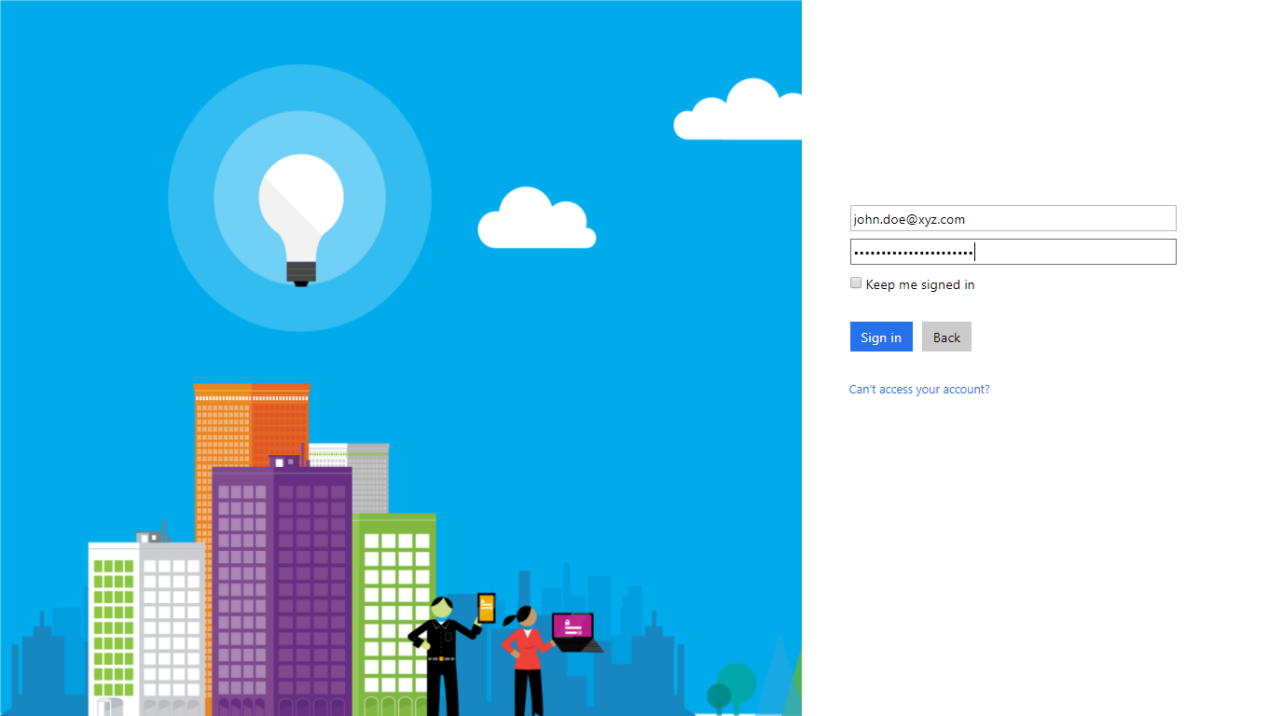 john.doe@xyz.com
••••••••••••••••••••••
Keep me signed in
Sign in Back
Can't access your account?